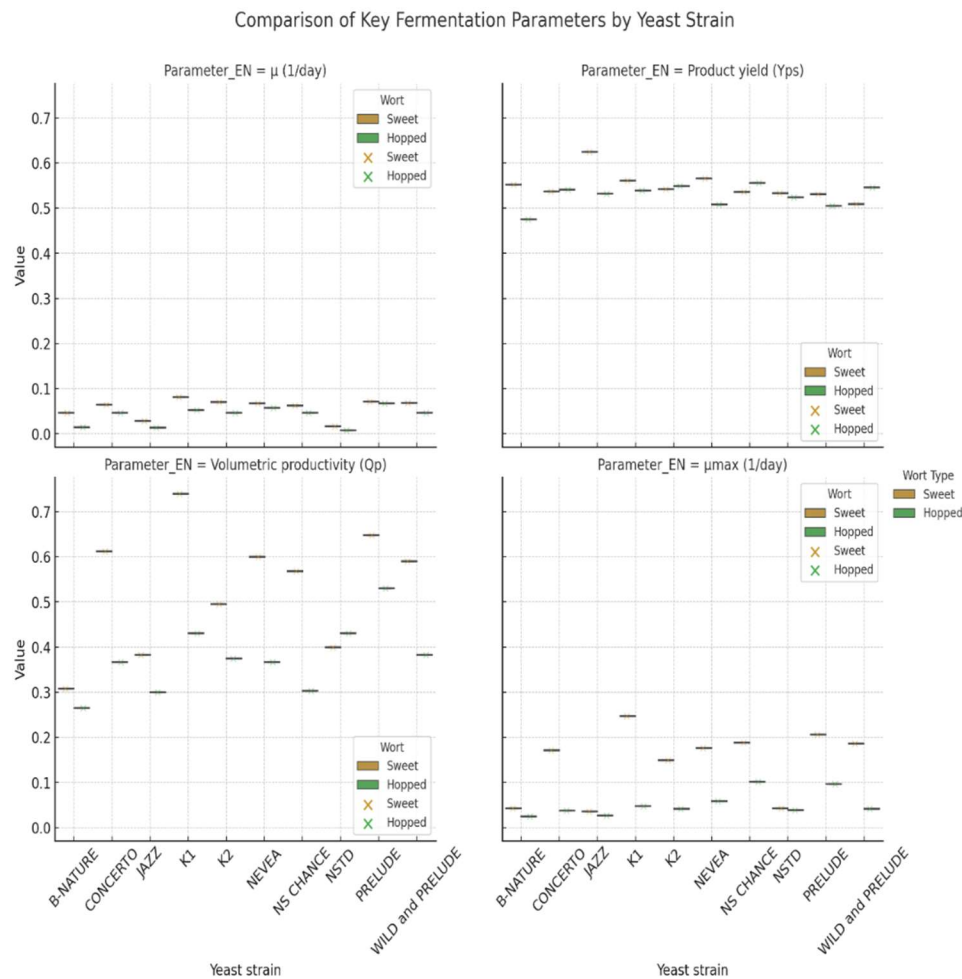 Comparison of Key Fermentation Parameters by Yeast Strain
Parameter_EN = μ (1/day)
0.7
0.6
0.5
0.4
0.3
0.2
0.1
0.0
Value
Wort
Sweet
Hopped
Sweet
Hopped
Parameter_EN = Product yield (Yps)
Wort
Sweet
Hopped
Sweet
Hopped
Parameter_EN = Volumetric productivity (Qp)
0.7
0.6
0.5
0.4
0.3
0.2
0.1
0.0
Value
Wort
Sweet
Hopped
Sweet
Hopped
B-NATURE
CONCERTO
JAZZ
K1
K2
NEVEA
NS CHANCE
NSTD
PRELUDE
WILD and PRELUDE
Yeast strain
Parameter_EN = μmax (1/day)
Wort
Sweet
Hopped
Sweet
Hopped
Wort Type
Sweet
Hopped
B-NATURE
CONCERTO
JAZZ
K1
K2
NEVEA
NS CHANCE
NSTD
PRELUDE
WILD and PRELUDE
Yeast strain